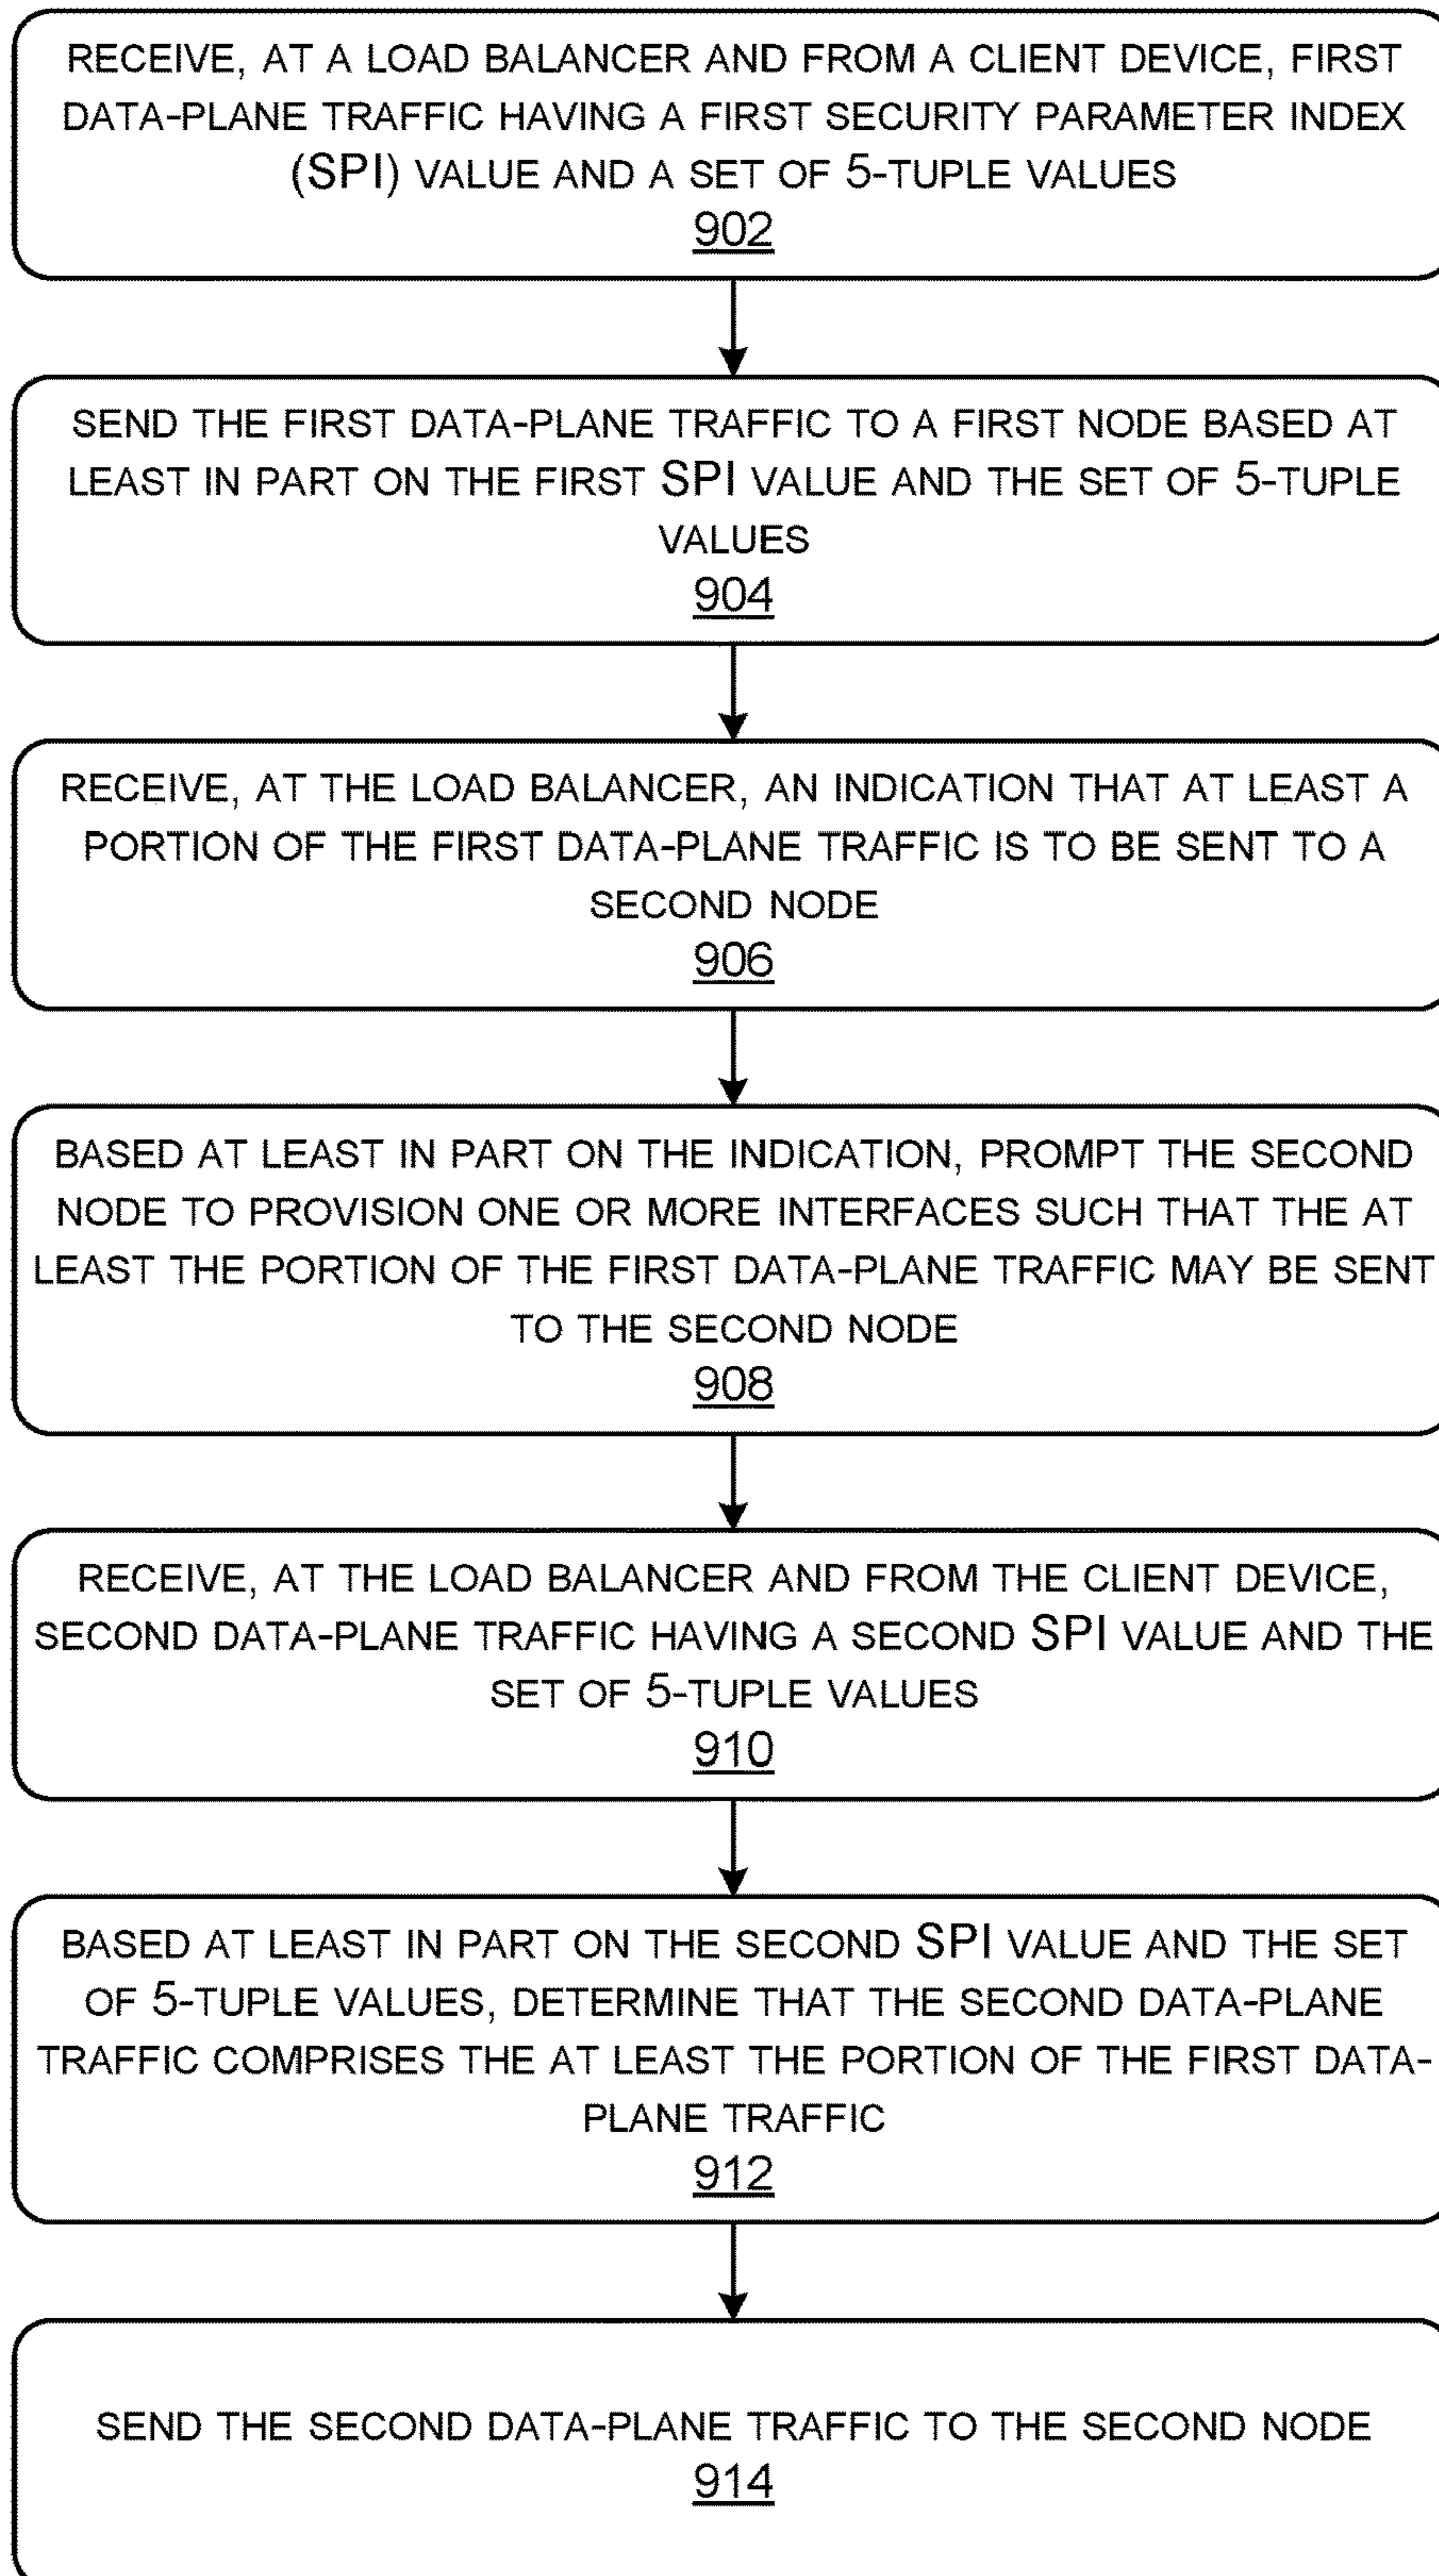 RECEIVE, AT A LOAD BALANCER AND FROM A CLIENT DEVICE, FIRST
DATA-PLANE TRAFFIC HAVING A FIRST SECURITY PARAMETER INDEX
(SPI) VALUE AND A SET OF 5-TUPLE VALUES
902
SEND THE FIRST DATA-PLANE TRAFFIC TO A FIRST NODE BASED AT
LEAST IN PART ON THE FIRST SPI VALUE AND THE SET OF 5-TUPLE
VALUES
904
RECEIVE, AT THE LOAD BALANCER, AN INDICATION THAT AT LEAST A
PORTION OF THE FIRST DATA-PLANE TRAFFIC IS TO BE SENT TO A
SECOND NODE
906
BASED AT LEAST IN PART ON THE INDICATION, PROMPT THE SECOND
NODE TO PROVISION ONE OR MORE INTERFACES SUCH THAT THE AT
LEAST THE PORTION OF THE FIRST DATA-PLANE TRAFFIC MAY BE SENT
TO THE SECOND NODE
908
RECEIVE, AT THE LOAD BALANCER AND FROM THE CLIENT DEVICE,
SECOND DATA-PLANE TRAFFIC HAVING A SECOND SPI VALUE AND THE
SET OF 5-TUPLE VALUES
910
BASED AT LEAST IN PART ON THE SECOND SPI VALUE AND THE SET
OF 5-TUPLE VALUES, DETERMINE THAT THE SECOND DATA-PLANE
TRAFFIC COMPRISES THE AT LEAST THE PORTION OF THE FIRST DATA-
PLANE TRAFFIC
912
SEND THE SECOND DATA-PLANE TRAFFIC TO THE SECOND NODE
914